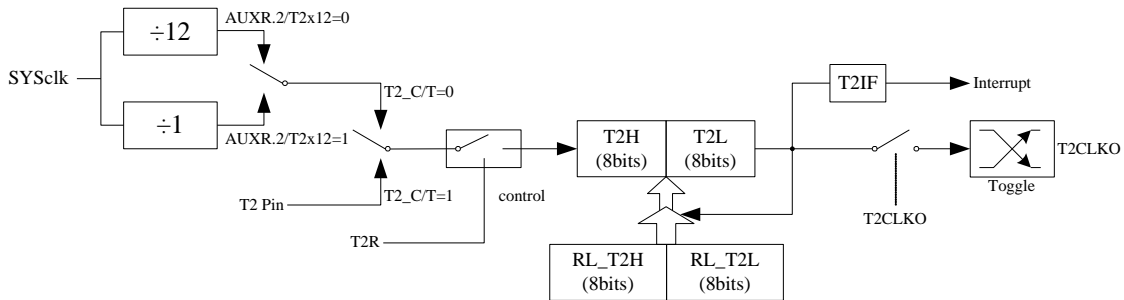 AUXR.2/T2x12=0
÷12
SYSclk
÷1
AUXR.2/T2x12=1
T2_C/T=0
T2_C/T=1
T2 Pin
T2R
control
T2H
(8bits)
T2L
(8bits)
RL_T2H
(8bits)
RL_T2L
(8bits)
T2IF
Interrupt
T2CLKO
Toggle
T2CLKO